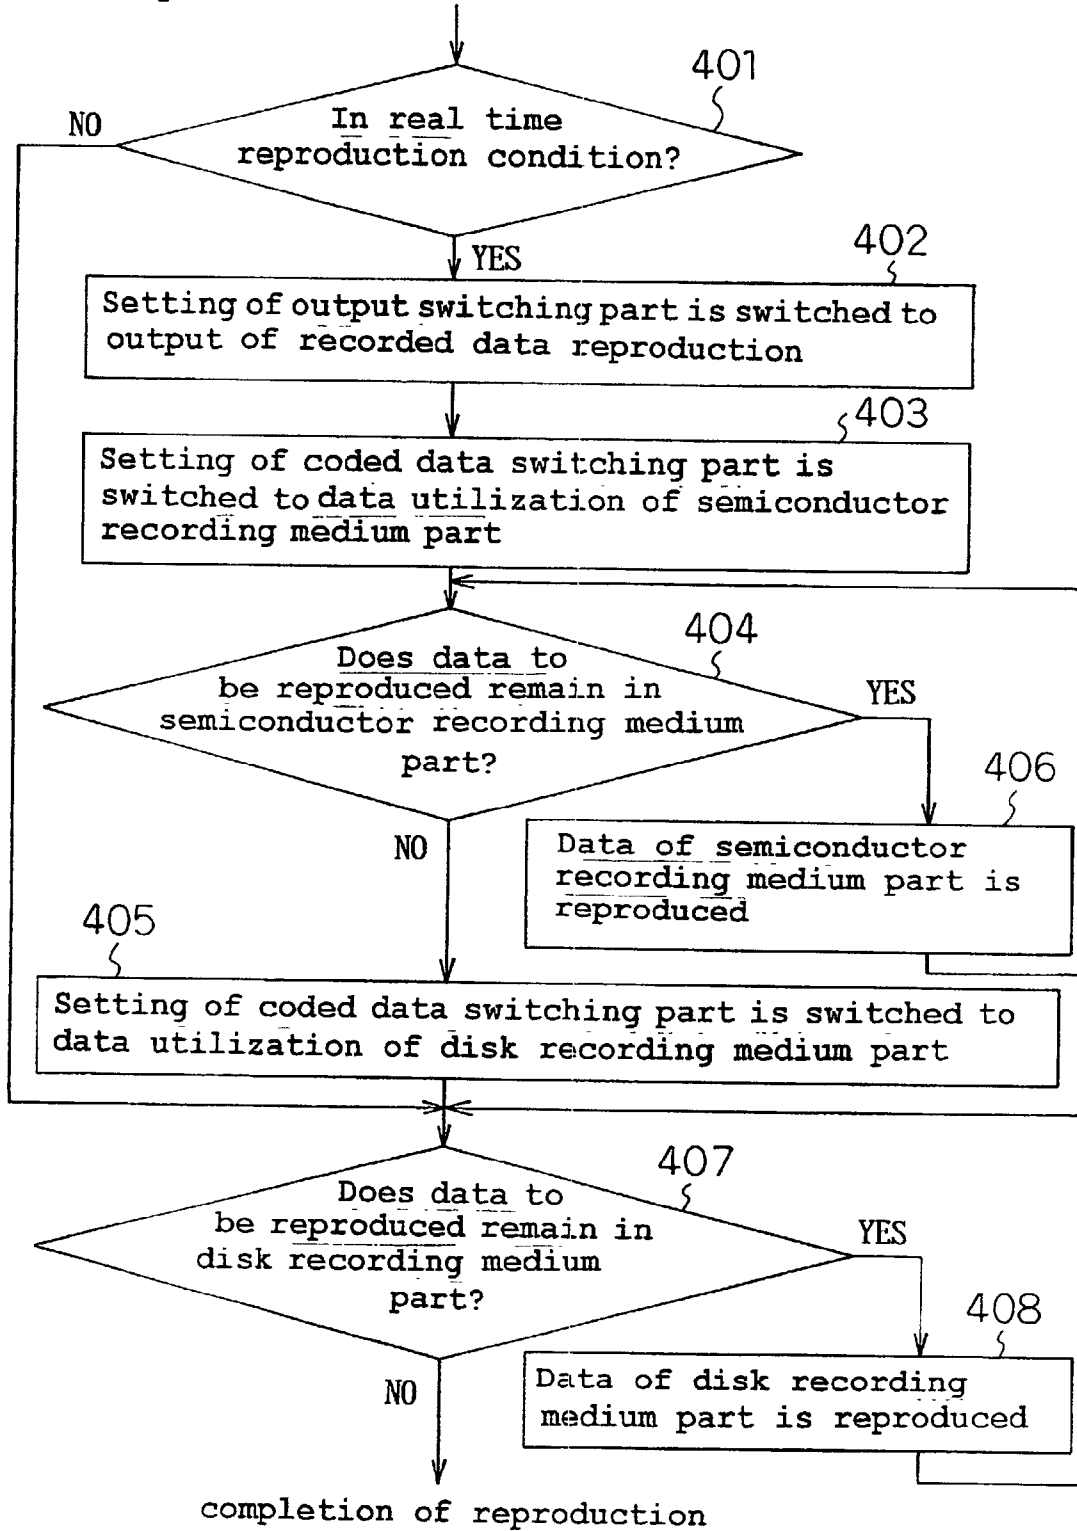 401
NO
In real time
reproduction condition?
YES
402
Setting of output switching part is switched to
output of recorded data reproduction
403
Setting of coded data switching part is
switched to data utilization of semiconductor
recording medium part
404
Does data to
be reproduced remain in
semiconductor recording medium
part?
YES
406
NO
Data of semiconductor
recording medium part is
reproduced
405
Setting of coded data switching part is switched to
data utilization of disk recording medium part
407
Does data to
be reproduced remain in
disk recording medium
part?
YES
408
NO
Data of disk recording
medium part is reproduced
completion of reproduction